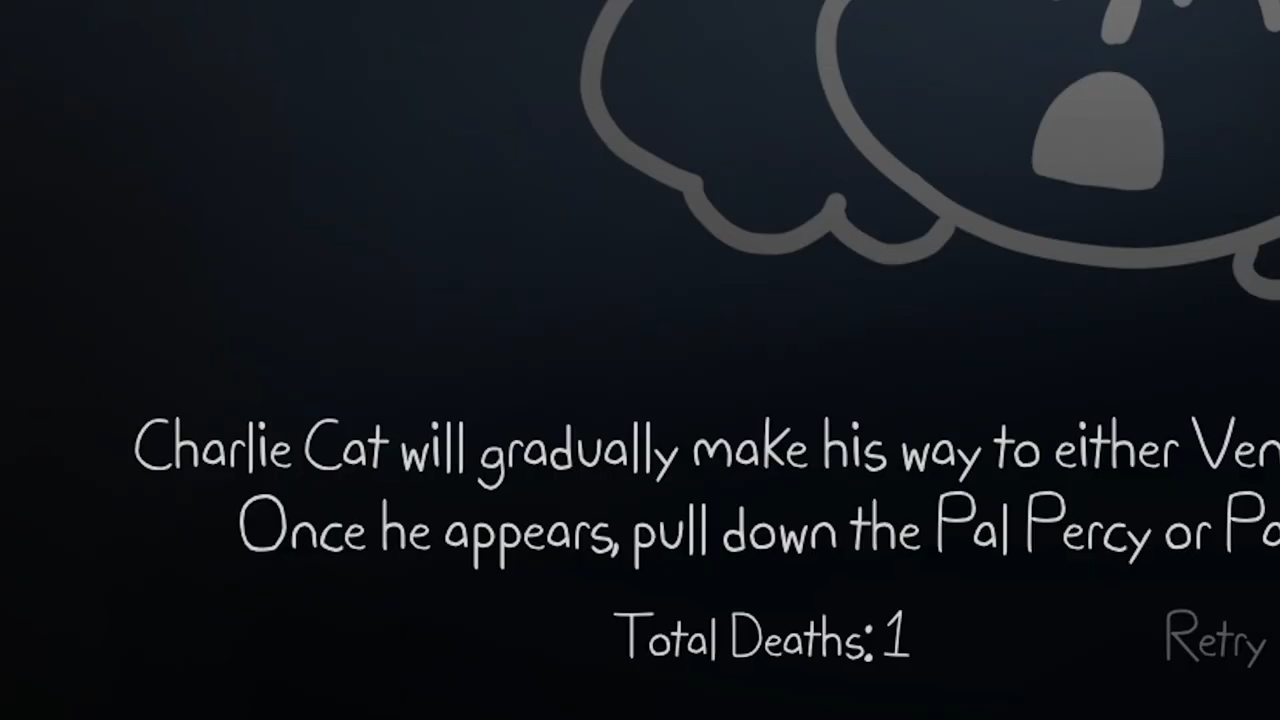 Charlie Cat will gradually make his way to either
Once he appears, pull down the Pal Percy or
Total Deaths: 1
Retry